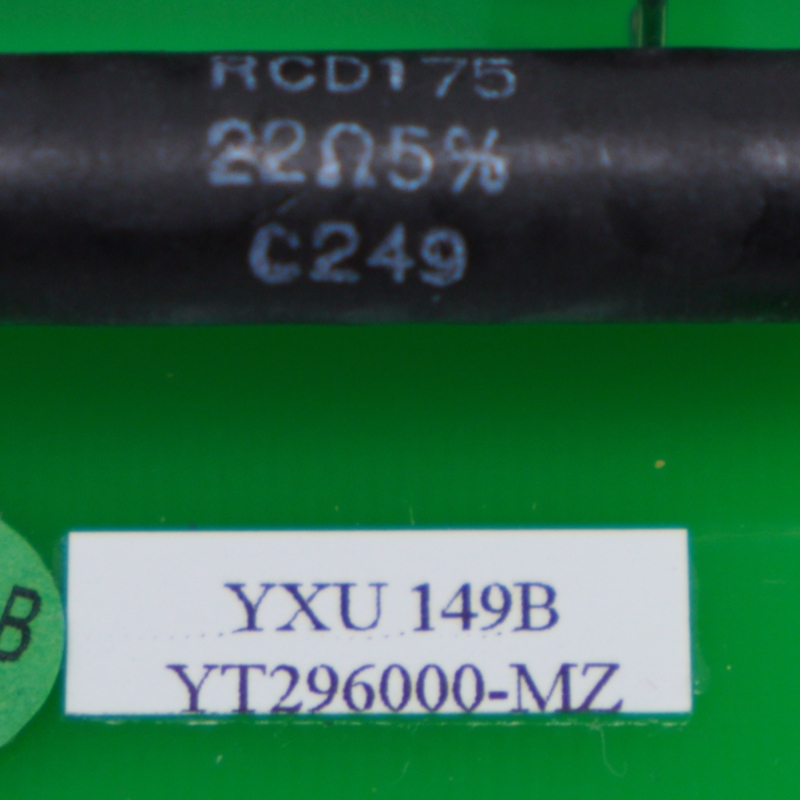 RCD175
22Ω5%
C249
B
YXU 149B
YT296000-MZ